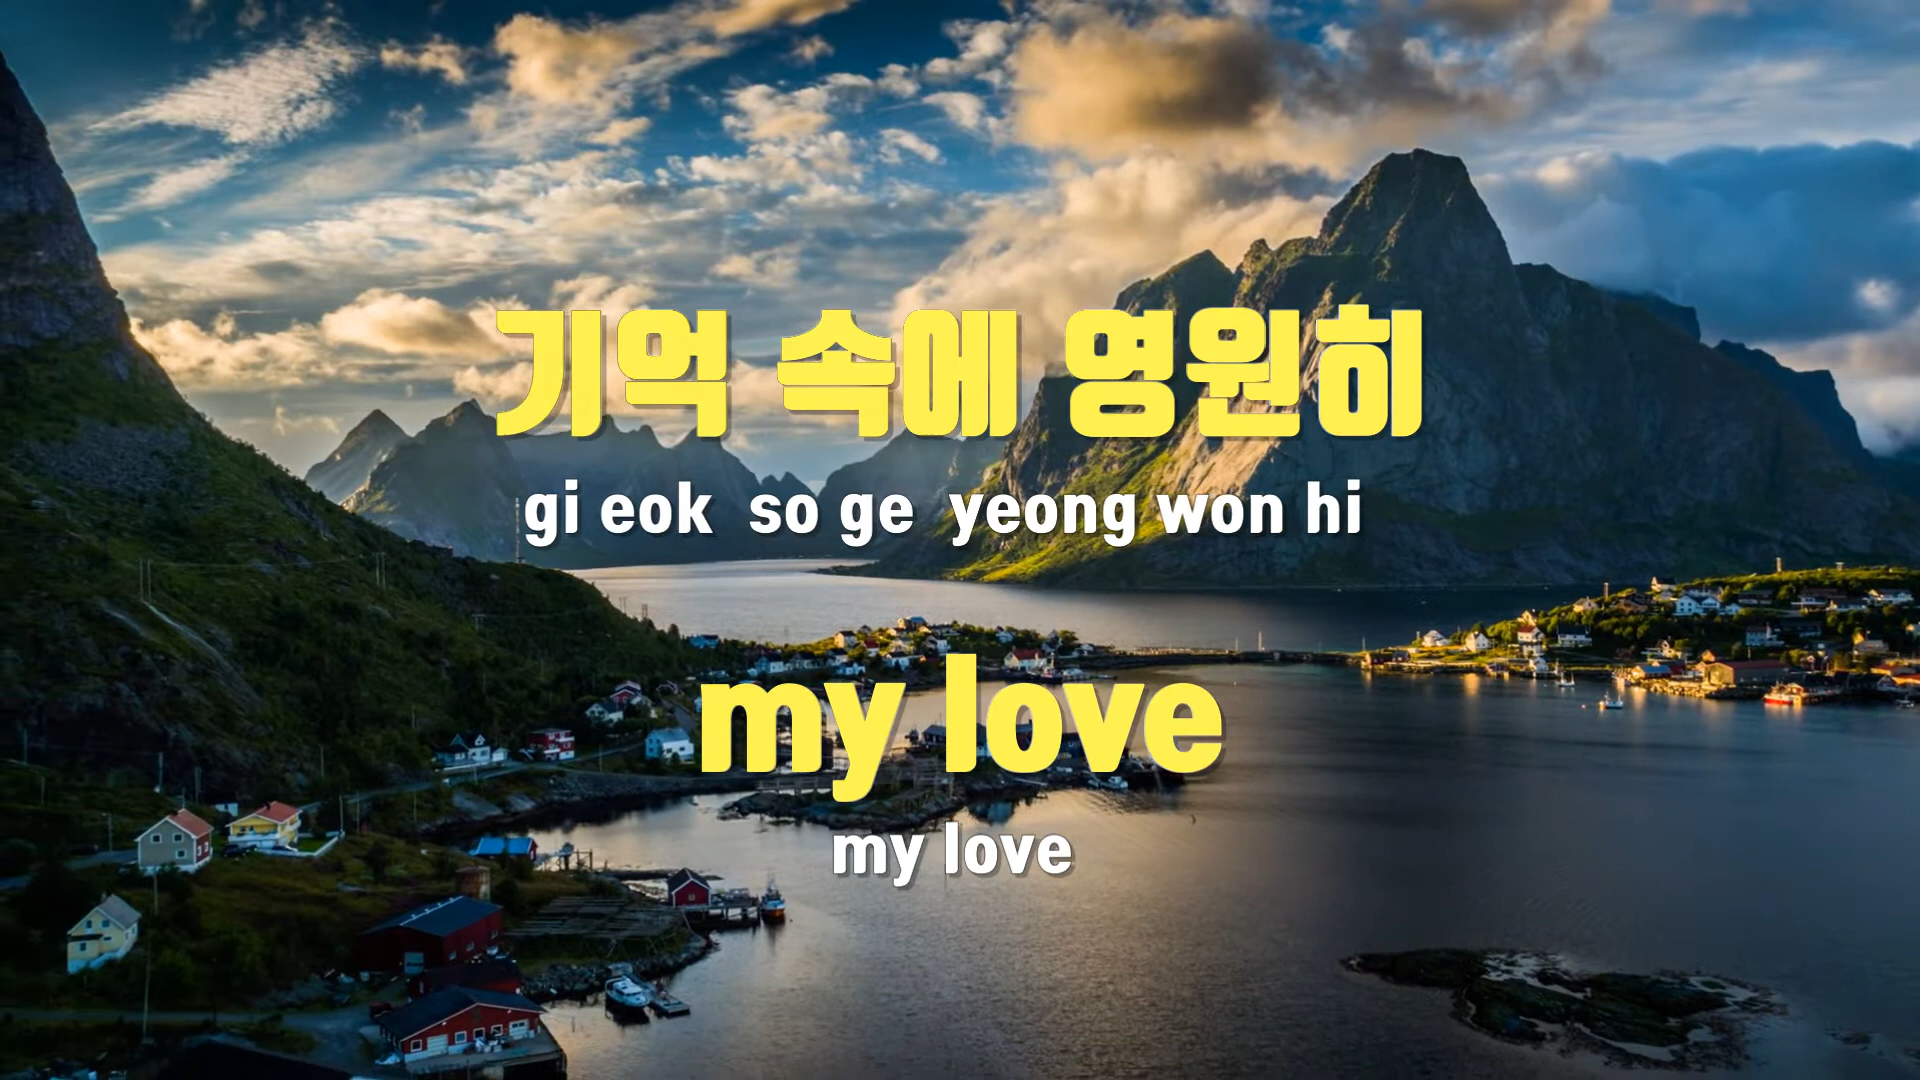 기억 속에 영원히
gi eok so ge yeong won hi
my love
my love